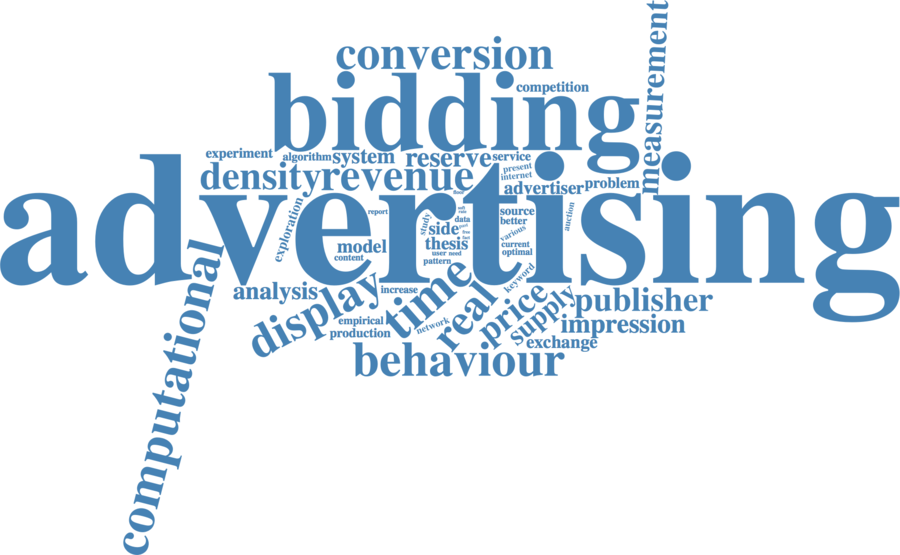 measurement
conversion
bidding
competition
experiment
algorithm
system
reserve
service
present
internet
density
revenue
advertiser
problem
advertising
exploration
report
study
data
side
source
better
auction
various
model
content
thesis
user
need
pattern
current
optimal
computational
analysis
display
increase
time
real
keyword
price
supply
publisher
empirical
production
network
impression
exchange
behaviour